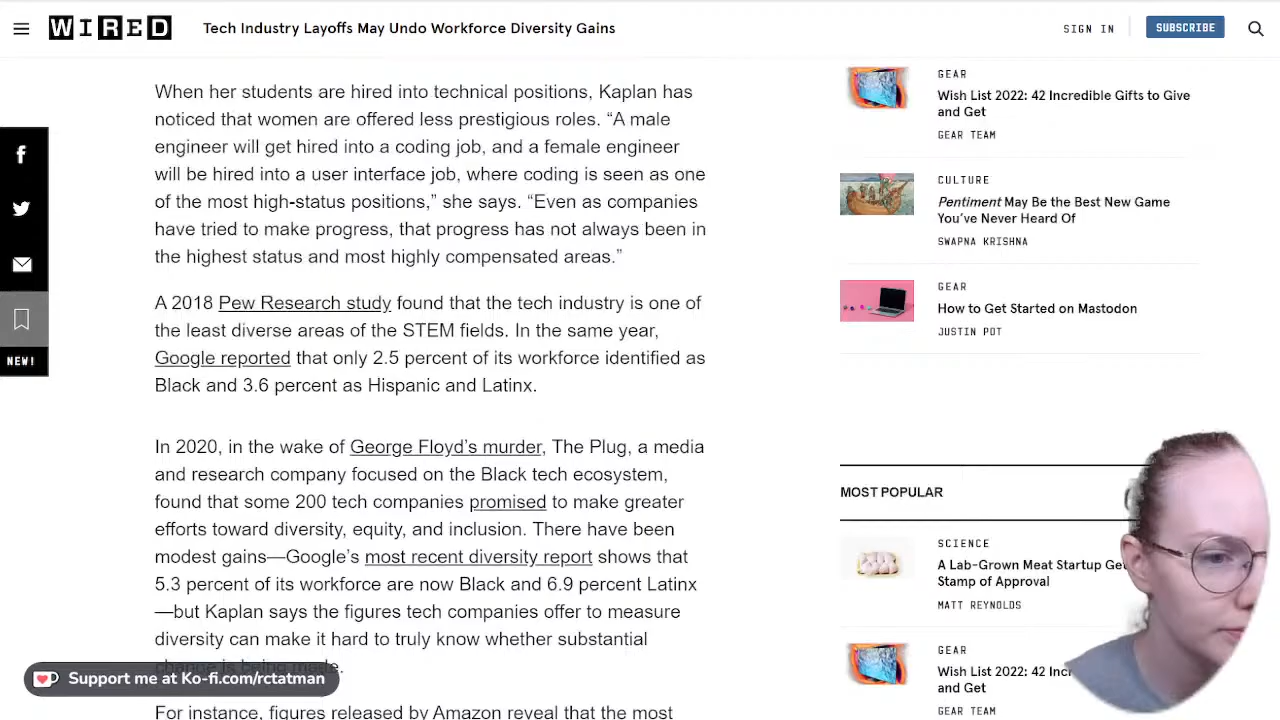 WIRED
Tech Industry Layoffs May Undo Workforce Diversity Gains
SIGN IN
SUBSCRIBE
When her students are hired into technical positions, Kaplan has
noticed that women are offered less prestigious roles. “A male
engineer will get hired into a coding job, and a female engineer
will be hired into a user interface job, where coding is seen as one
of the most high-status positions,” she says. “Even as companies
have tried to make progress, that progress has not always been in
the highest status and most highly compensated areas.”
A 2018 Pew Research study found that the tech industry is one of
the least diverse areas of the STEM fields. In the same year,
Google reported that only 2.5 percent of its workforce identified as
Black and 3.6 percent as Hispanic and Latinx.
In 2020, in the wake of George Floyd’s murder, The Plug, a media
and research company focused on the Black tech ecosystem,
found that some 200 tech companies promised to make greater
efforts toward diversity, equity, and inclusion. There have been
modest gains—Google’s most recent diversity report shows that
5.3 percent of its workforce are now Black and 6.9 percent Latinx
—but Kaplan says the figures tech companies offer to measure
diversity can make it hard to truly know whether substantial
change is being made.
For instance, figures released by Amazon reveal that the most
NEW!
Support me at Ko-fi.com/rctatman
GEAR
Wish List 2022: 42 Incredible Gifts to Give
and Get
GEAR TEAM
CULTURE
Pentiment May Be the Best New Game
You’ve Never Heard Of
SWAPNA KRISHNA
GEAR
How to Get Started on Mastodon
JUSTIN POT
MOST POPULAR
SCIENCE
A Lab-Grown Meat Startup
Stamp of Approval
MATT REYNOLDS
GEAR
Wish List 2022: 42
and Get
GEAR TEAM